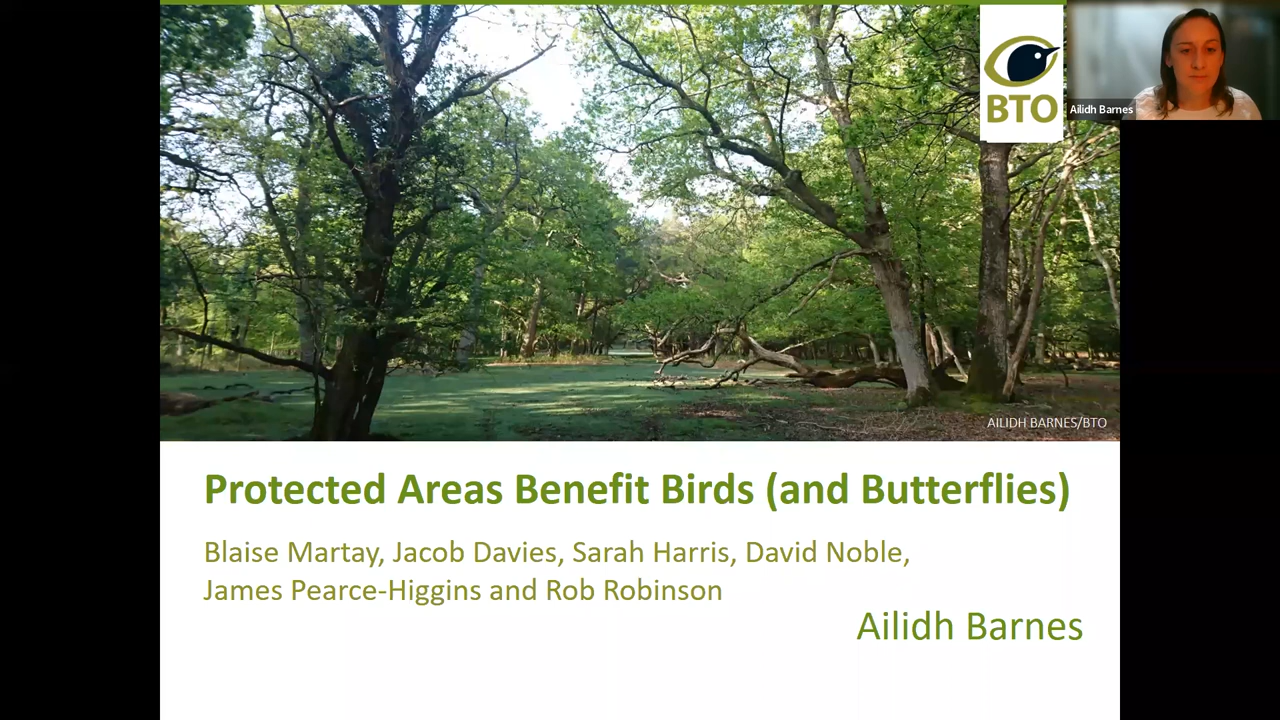 BTO
Ailidh Barnes
AILIDH BARNES/BTO
Protected Areas Benefit Birds (and Butterflies)
Blaise Martay, Jacob Davies, Sarah Harris, David Noble,
James Pearce-Higgins and Rob Robinson
Ailidh Barnes